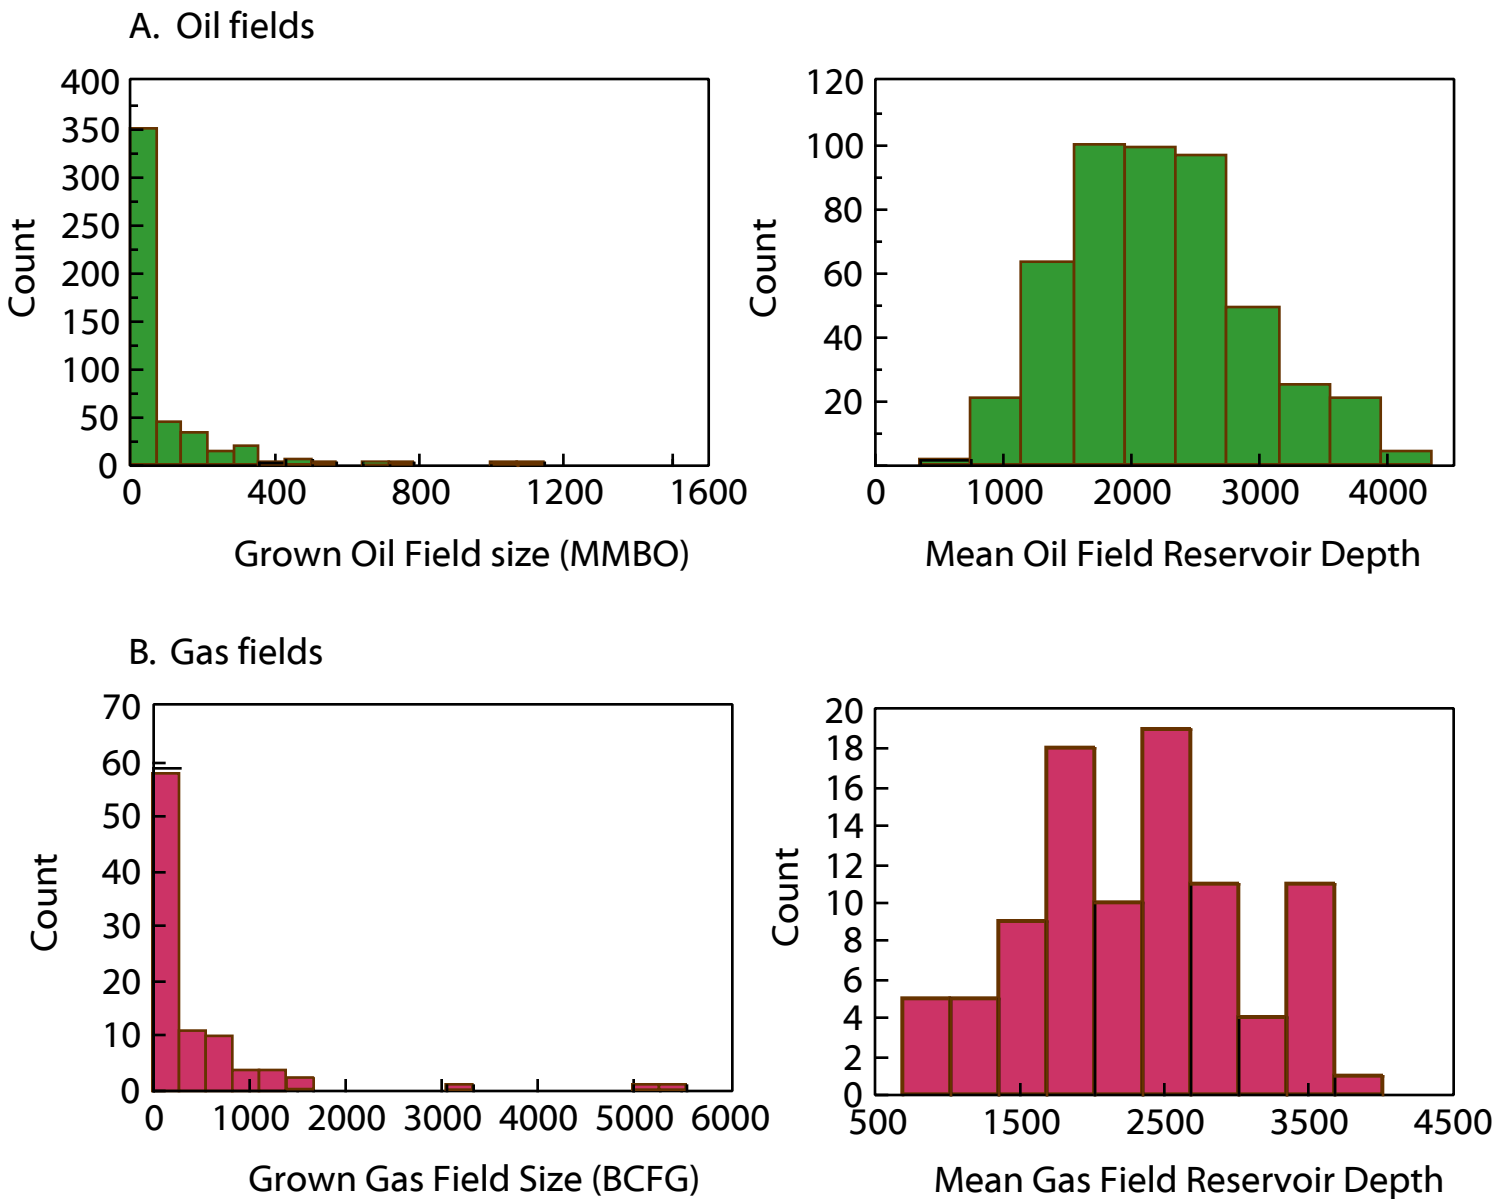 A. Oil fields
400
350
300
250
200
150
100
50
0
Count
0 400 800 1200 1600
Grown Oil Field size (MMBO)
120
100
80
60
40
20
Count
0 1000 2000 3000 4000
Mean Oil Field Reservoir Depth
B. Gas fields
70
60
50
40
30
20
10
0
Count
0 1000 2000 3000 4000 5000 6000
Grown Gas Field Size (BCFG)
20
18
16
14
12
10
8
6
4
2
0
Count
500 1500 2500 3500 4500
Mean Gas Field Reservoir Depth